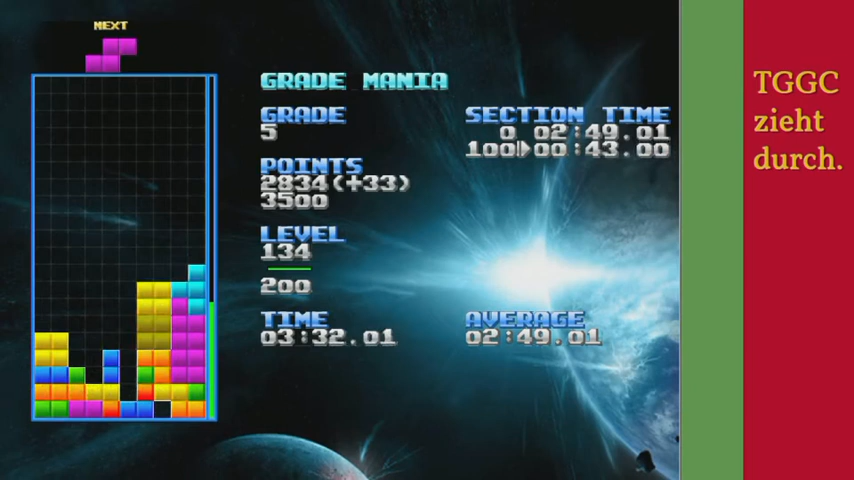 NEXT
GRADE MANIA
GRADE
5
POINTS
2834(+33)
3500
LEVEL
134
200
TIME
03:32.01
SECTION TIME
0 02:49.01
100 00:43.00
AVERAGE
02:49.01
TGGC
zieht
durch.